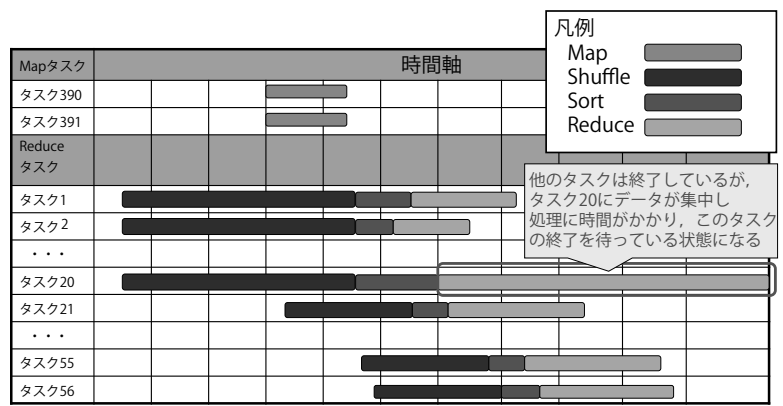 凡例
Map
Shuffle
Sort
Reduce
Mapタスク
時間軸
タスク390
タスク391
Reduce
タスク
他のタスクは終了しているが,
タスク20にデータが集中し
処理に時間がかかり，このタスク
の終了を待っている状態になる
タスク1
タスク2
・・・
タスク20
タスク21
・・・
タスク55
タスク56